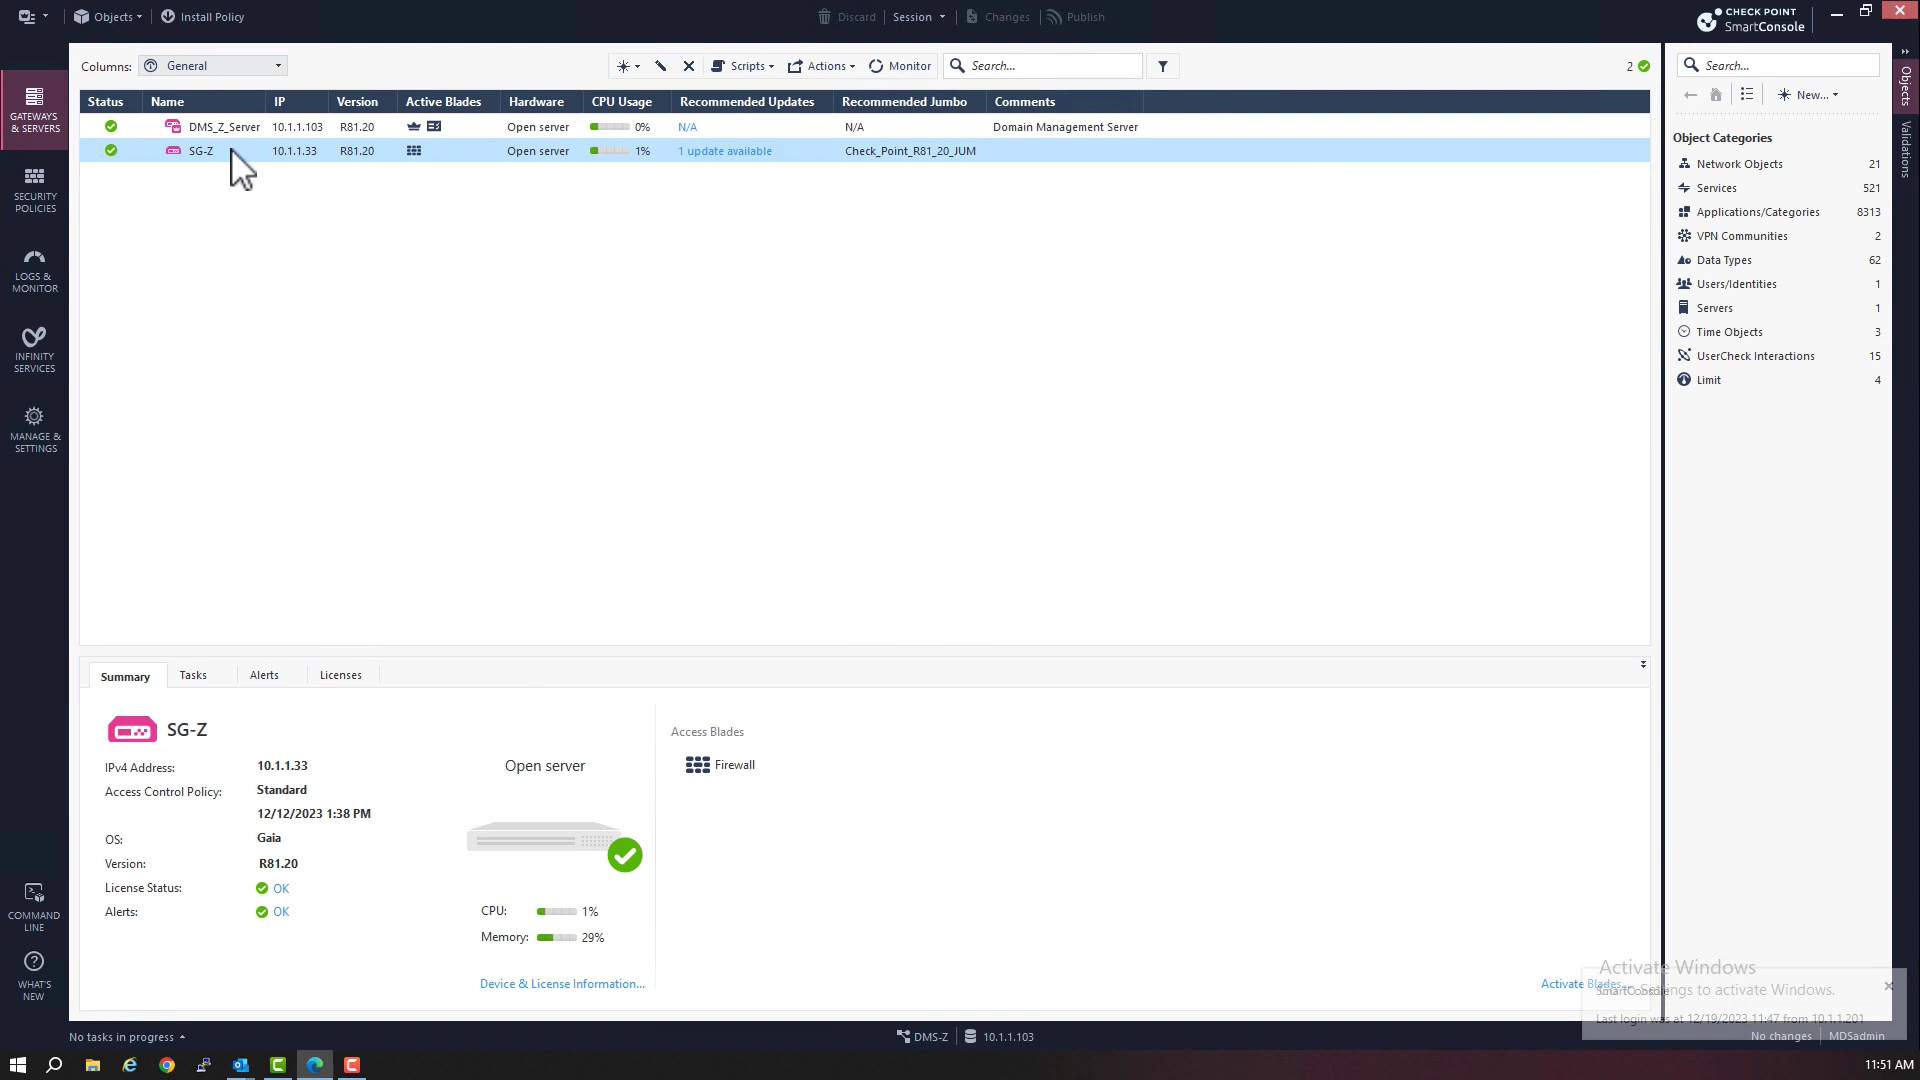 Objects
Install Policy
Discard
Session
Changes
Publish
CHECK POINT
SmartConsole
Columns:
General
Scripts
Actions
Monitor
Search...
2
Status Name IP Version Active Blades Hardware CPU Usage Recommended Updates Recommended Jumbo Comments
DMS_Z_Server 10.1.1.103 R81.20 Open server 0% N/A N/A Domain Management Server
SG-Z 10.1.1.33 R81.20 Open server 1% 1 update available Check_Point_R81_20_JUM
GATEWAYS
& SERVERS
SECURITY
POLICIES
LOGS &
MONITOR
INFINITY
SERVICES
MANAGE &
SETTINGS
COMMAND
LINE
WHAT'S
NEW
Summary Tasks Alerts Licenses
SG-Z
IPv4 Address: 10.1.1.33
Access Control Policy: Standard
12/12/2023 1:38 PM
OS: Gaia
Version: R81.20
License Status: OK
Alerts: OK
Open server
CPU: 1%
Memory: 29%
Device & License Information...
Access Blades
Firewall
Activate Blades...
Search...
New...
Object Categories
Network Objects 21
Services 521
Applications/Categories 8313
VPN Communities 2
Data Types 62
Users/Identities 1
Servers 1
Time Objects 3
UserCheck Interactions 15
Limit 4
Objects
Validations
Activate Windows
SmartConsole
Settings to activate Windows.
Last login was at 12/19/2023 11:47 from 10.1.1.201
No tasks in progress
DMS-Z
10.1.1.103
No changes
MDSadmin
11:51 AM